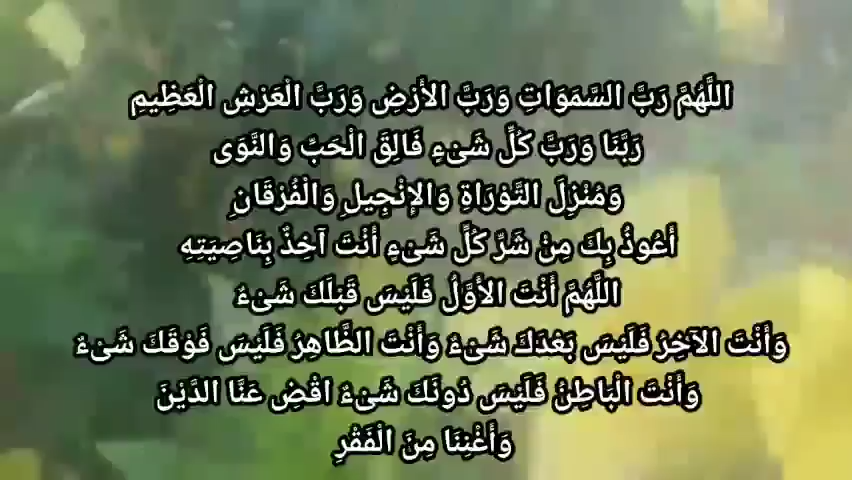 اللَّهُمَّ رَبَّ السَّمَوَاتِ وَرَبَّ الأَرْضِ وَرَبَّ الْعَرْشِ الْعَظِيمِ
رَبَّنَا وَرَبَّ كُلِّ شَىْءٍ فَالِقَ الْحَبِّ وَالنَّوَى
وَمُنْزِلَ التَّوْرَاةِ وَالإِنْجِيلِ وَالْفُرْقَانِ
أَعُوذُ بِكَ مِنْ شَرِّ كُلِّ شَىْءٍ أَنْتَ آخِذٌ بِنَاصِيَتِهِ
اللَّهُمَّ أَنْتَ الأَوَّلُ فَلَيْسَ قَبْلَكَ شَىْءٌ
وَأَنْتَ الآخِرُ فَلَيْسَ بَعْدَكَ شَىْءٌ وَأَنْتَ الظَّاهِرُ فَلَيْسَ فَوْقَكَ شَىْءٌ
وَأَنْتَ الْبَاطِنُ فَلَيْسَ دُونَكَ شَىْءٌ اقْضِ عَنَّا الدَّيْنَ
وَأَغْنِنَا مِنَ الْفَقْرِ